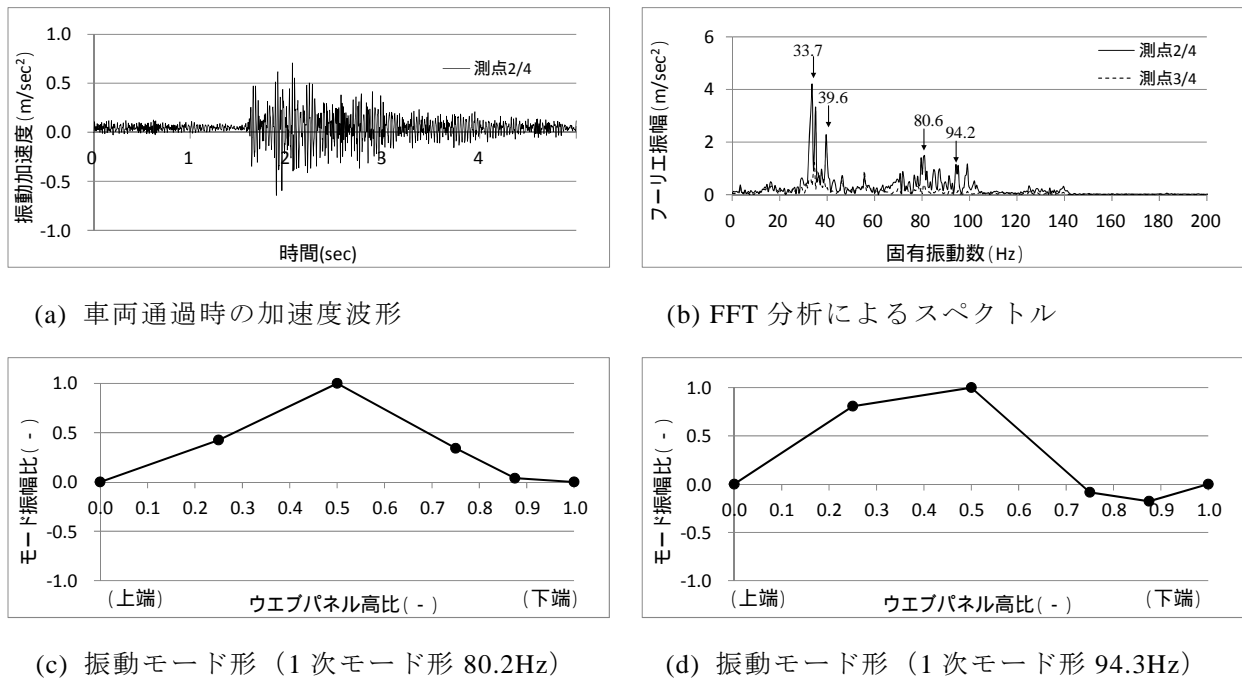 1.0
0.5
0.0
-0.5
-1.0
振動加速度(m/sec²)
0 1 2 3 4
時間(sec)
測点2/4
6
4
2
0
フーリエ振幅(m/sec²)
33.7
39.6
80.6
94.2
測点2/4
測点3/4
0 20 40 60 80 100 120 140 160 180 200
固有振動数(Hz)
(a) 車両通過時の加速度波形
(b) FFT 分析によるスペクトル
1.0
0.5
0.0
-0.5
-1.0
モード振幅比(-)
0.0 0.1 0.2 0.3 0.4 0.5 0.6 0.7 0.8 0.9 1.0
(上端) ウエブパネル高比(-) (下端)
1.0
0.5
0.0
-0.5
-1.0
モード振幅比(-)
0.0 0.1 0.2 0.3 0.4 0.5 0.6 0.7 0.8 0.9 1.0
(上端) ウエブパネル高比(-) (下端)
(c) 振動モード形（1 次モード形 80.2Hz）
(d) 振動モード形（1 次モード形 94.3Hz）